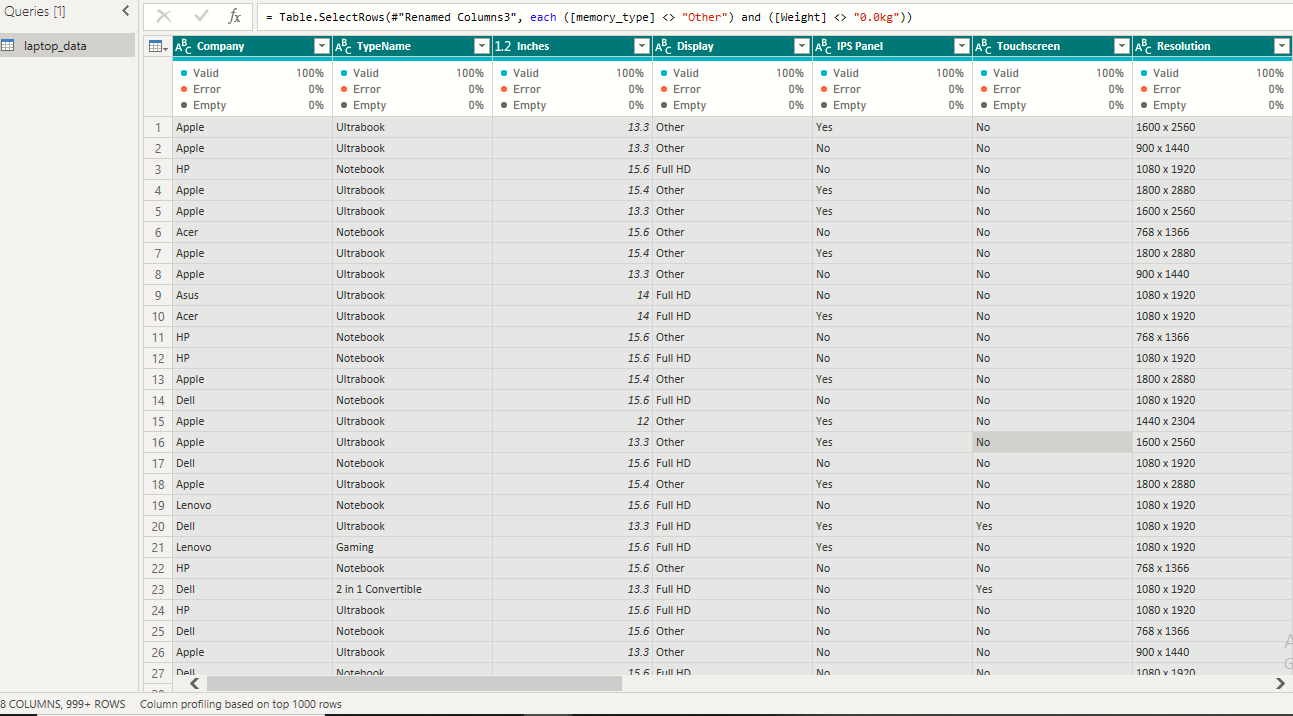 Queries [1]
= Table.SelectRows(#"Renamed Columns3", each ([memory_type] <> "Other") and ([Weight] <> "0.0kg"))
laptop_data
Company TypeName 1.2 Inches Display IPS Panel Touchscreen Resolution
Valid 100% Valid 100% Valid 100% Valid 100% Valid 100% Valid 100% Valid 100%
Error 0% Error 0% Error 0% Error 0% Error 0% Error 0% Error 0%
Empty 0% Empty 0% Empty 0% Empty 0% Empty 0% Empty 0% Empty 0%
1 Apple Ultrabook 13.3 Other Yes No 1600 x 2560
2 Apple Ultrabook 13.3 Other No No 900 x 1440
3 HP Notebook 15.6 Full HD No No 1080 x 1920
4 Apple Ultrabook 15.4 Other Yes No 1800 x 2880
5 Apple Ultrabook 13.3 Other Yes No 1600 x 2560
6 Acer Notebook 15.6 Other No No 768 x 1366
7 Apple Ultrabook 15.4 Other Yes No 1800 x 2880
8 Apple Ultrabook 13.3 Other No No 900 x 1440
9 Asus Ultrabook 14 Full HD No No 1080 x 1920
10 Acer Ultrabook 14 Full HD Yes No 1080 x 1920
11 HP Notebook 15.6 Other No No 768 x 1366
12 HP Notebook 15.6 Full HD No No 1080 x 1920
13 Apple Ultrabook 15.4 Other Yes No 1800 x 2880
14 Dell Notebook 15.6 Full HD No No 1080 x 1920
15 Apple Ultrabook 12 Other Yes No 1440 x 2304
16 Apple Ultrabook 13.3 Other Yes No 1600 x 2560
17 Dell Notebook 15.6 Full HD No No 1080 x 1920
18 Apple Ultrabook 15.4 Other Yes No 1800 x 2880
19 Lenovo Notebook 15.6 Full HD No No 1080 x 1920
20 Dell Ultrabook 13.3 Full HD Yes Yes 1080 x 1920
21 Lenovo Gaming 15.6 Full HD Yes No 1080 x 1920
22 HP Notebook 15.6 Other No No 768 x 1366
23 Dell 2 in 1 Convertible 13.3 Full HD No Yes 1080 x 1920
24 HP Ultrabook 15.6 Full HD No No 1080 x 1920
25 Dell Notebook 15.6 Other No No 768 x 1366
26 Apple Ultrabook 13.3 Other No No 900 x 1440
27 Dell Notebook 15.6 Full HD No No 1080 x 1920
8 COLUMNS, 999+ ROWS Column profiling based on top 1000 rows